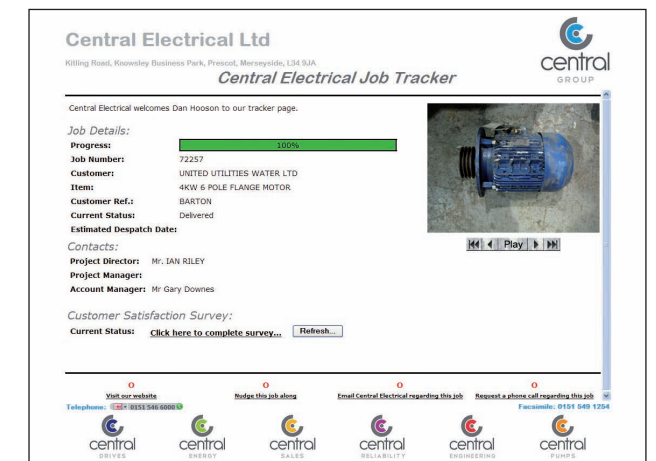 Central Electrical Ltd
Kitling Road, Knowsley Business Park, Prescot, Merseyside, L34 9JA
Central Electrical Job Tracker
central
GROUP
Central Electrical welcomes Dan Hooson to our tracker page.
Job Details:
Progress: 100%
Job Number: 72257
Customer: UNITED UTILITIES WATER LTD
Item: 4KW 6 POLE FLANGE MOTOR
Customer Ref.: BARTON
Current Status: Delivered
Estimated Despatch Date:
Play
Contacts:
Project Director: Mr. IAN RILEY
Project Manager:
Account Manager: Mr Gary Downes
Customer Satisfaction Survey:
Current Status: Click here to complete survey... Refresh...
O O O O
Visit our website Nudge this job along Email Central Electrical regarding this job Request a phone call regarding this job
Telephone: 0151 546 6000 Facsimile: 0151 549 1254
central central central central central central
DRIVES ENERGY SALES RELIABILITY ENGINEERING PUMPS